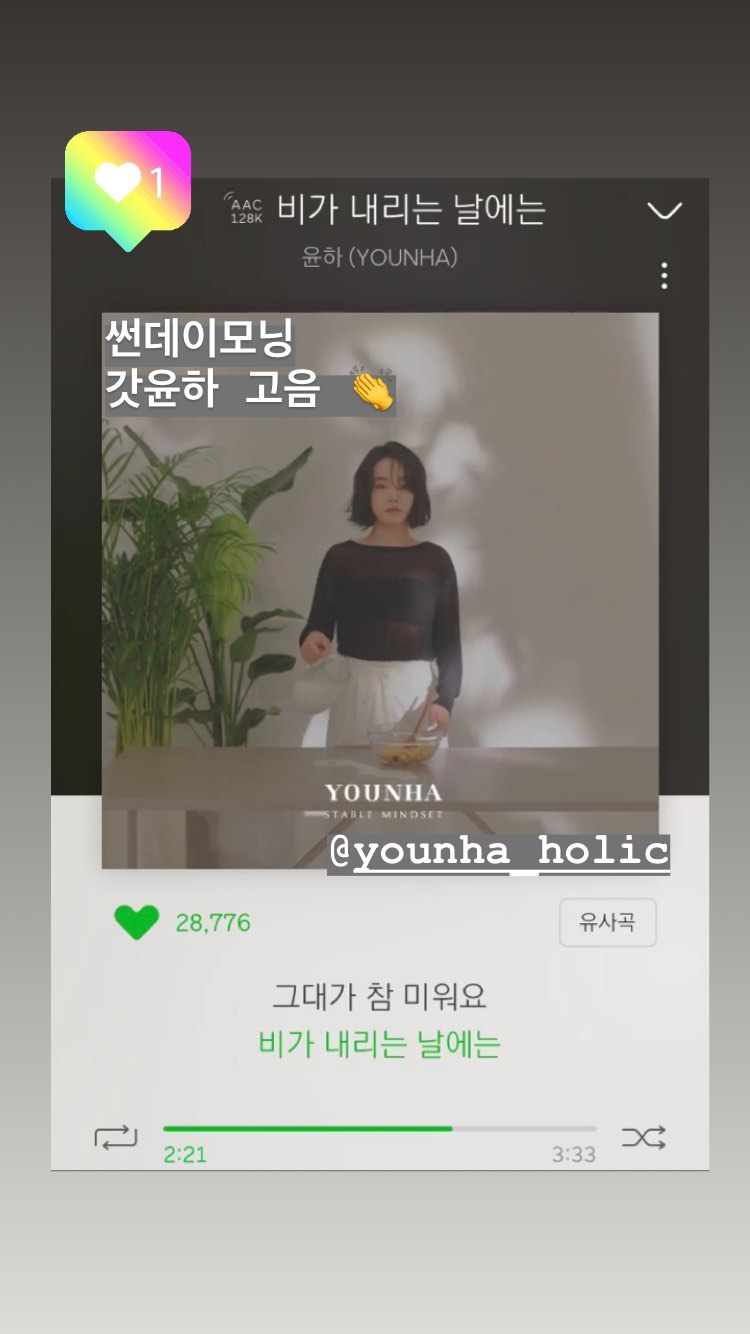 1
AAC
128K
비가 내리는 날에는
윤하 (YOUNHA)
썬데이모닝
갓윤하 고음 👏
YOUNHA
STABLE MINDSET
@younha_holic
28,776
유사곡
그대가 참 미워요
비가 내리는 날에는
2:21
3:33